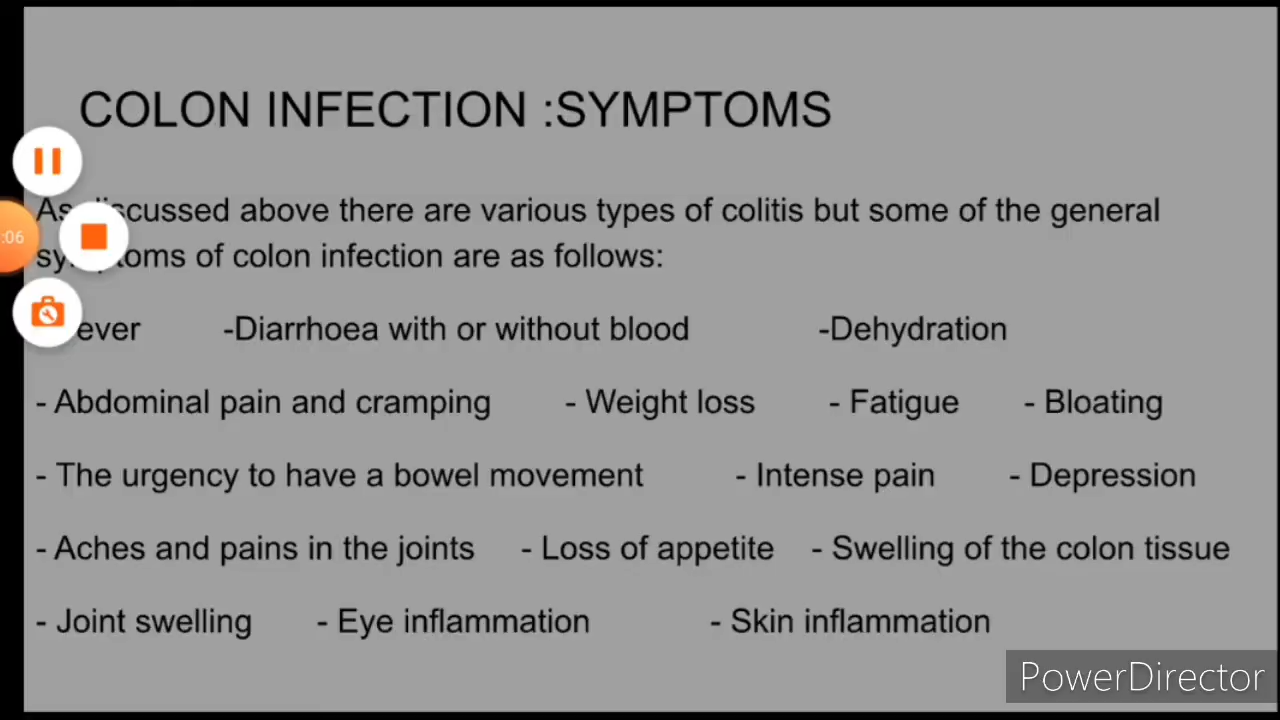 COLON INFECTION :SYMPTOMS
As discussed above there are various types of colitis but some of the general
:06
symptoms of colon infection are as follows:
ever -Diarrhoea with or without blood -Dehydration
- Abdominal pain and cramping - Weight loss - Fatigue - Bloating
- The urgency to have a bowel movement - Intense pain - Depression
- Aches and pains in the joints - Loss of appetite - Swelling of the colon tissue
- Joint swelling - Eye inflammation - Skin inflammation
PowerDirector